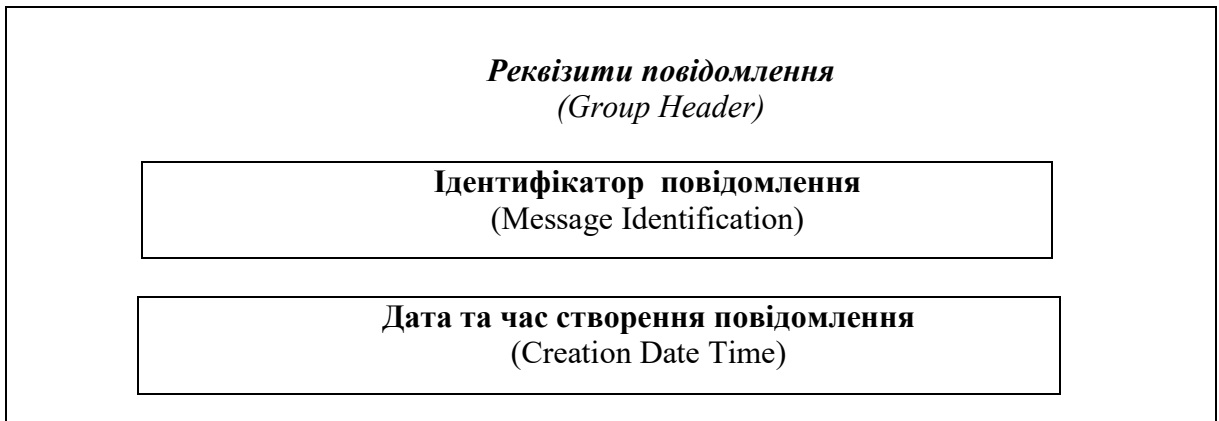 Реквізити повідомлення
(Group Header)
Ідентифікатор повідомлення
(Message Identification)
Дата та час створення повідомлення
(Creation Date Time)